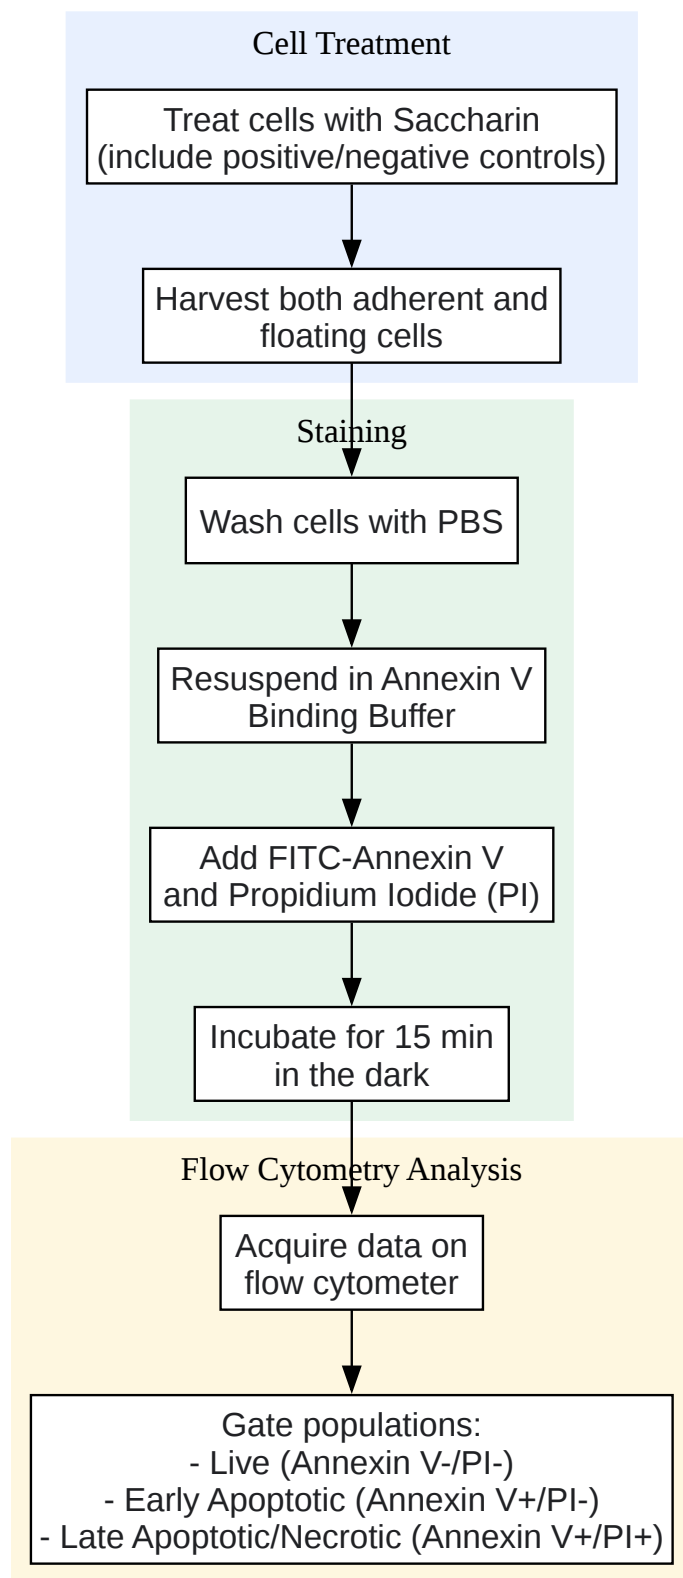 Cell Treatment
Treat cells with Saccharin
(include positive/negative controls)
Harvest both adherent and
floating cells
Staining
Wash cells with PBS
Resuspend in Annexin V
Binding Buffer
Add FITC-Annexin V
and Propidium Iodide (PI)
Incubate for 15 min
in the dark
Flow Cytometry Analysis
Acquire data on
flow cytometer
Gate populations:
- Live (Annexin V-/PI-)
- Early Apoptotic (Annexin V+/PI-)
- Late Apoptotic/Necrotic (Annexin V+/PI+)